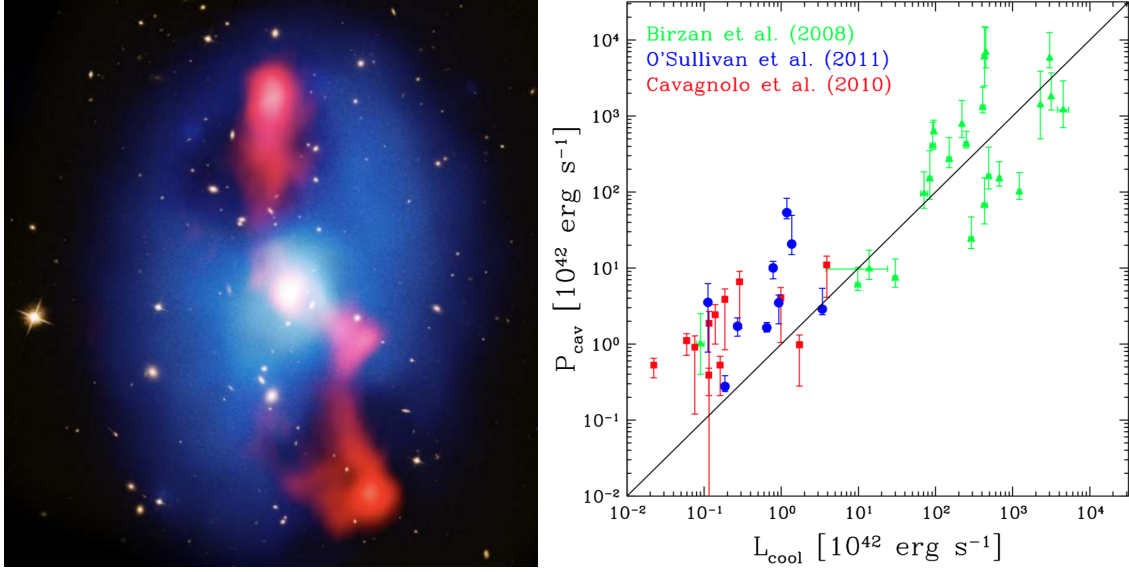 Birzan et al. (2008)
O'Sullivan et al. (2011)
Cavagnolo et al. (2010)
P_cav [10⁴² erg s⁻¹]
10⁴
10³
10²
10¹
10⁰
10⁻¹
10⁻²
10⁻² 10⁻¹ 10⁰ 10¹ 10² 10³ 10⁴
L_cool [10⁴² erg s⁻¹]